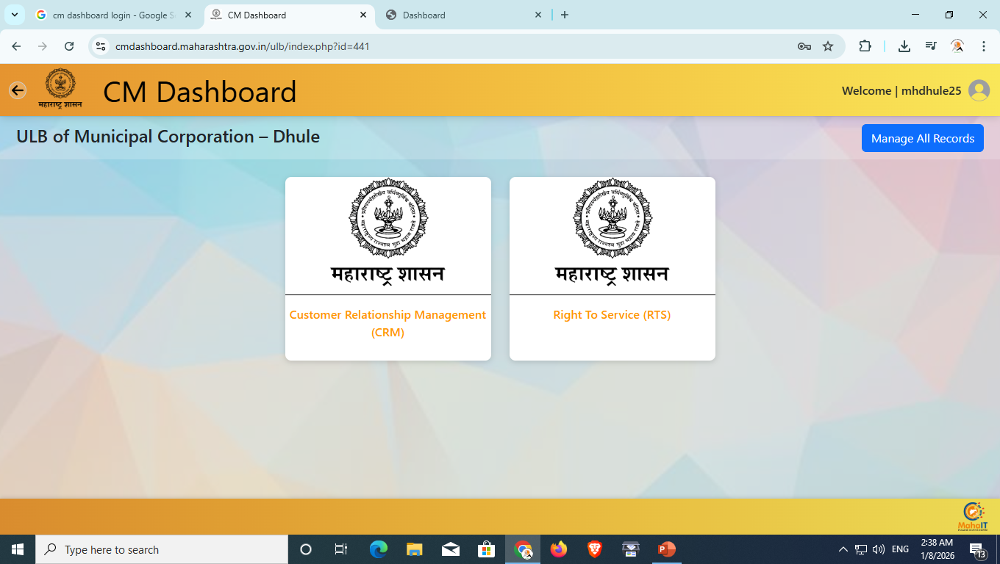 cm dashboard login - Google S
CM Dashboard
Dashboard
cmdashboard.maharashtra.gov.in/ulb/index.php?id=441
महाराष्ट्र शासन
CM Dashboard
Welcome | mhdhule25
ULB of Municipal Corporation – Dhule
Manage All Records
महाराष्ट्र शासन
महाराष्ट्र शासन
Customer Relationship Management
(CRM)
Right To Service (RTS)
MahaIT
Type here to search
P
ENG
2:38 AM
1/8/2026
13